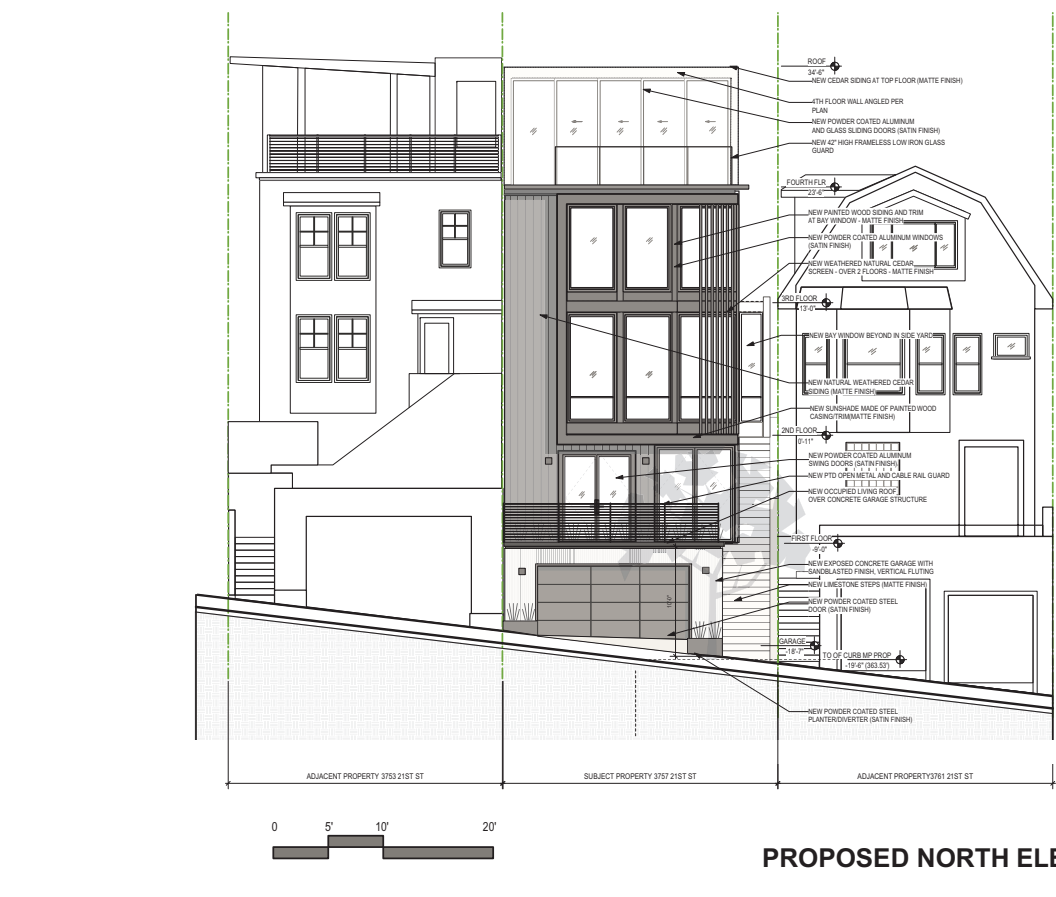 ROOF
34'-6"
NEW CEDAR SIDING AT TOP FLOOR (MATTE FINISH)
4TH FLOOR WALL ANGLED PER
PLAN
NEW POWDER COATED ALUMINUM
AND GLASS SLIDING DOORS (SATIN FINISH)
NEW 42" HIGH FRAMELESS LOW IRON GLASS
GUARD
FOURTH FLR
23'-6"
NEW PAINTED WOOD SIDING AND TRIM
AT BAY WINDOW - MATTE FINISH
NEW POWDER COATED ALUMINUM WINDOWS
(SATIN FINISH)
NEW WEATHERED NATURAL CEDAR
SCREEN - OVER 2 FLOORS - MATTE FINISH
3RD FLOOR
13'-0"
NEW BAY WINDOW BEYOND IN SIDE YARD
NEW NATURAL WEATHERED CEDAR
SIDING (MATTE FINISH)
NEW SUNSHADE MADE OF PAINTED WOOD
CASING/TRIM(MATTE FINISH)
2ND FLOOR
0'-11"
NEW POWDER COATED ALUMINUM
SWING DOORS (SATIN FINISH)
NEW PTD OPEN METAL AND CABLE RAIL GUARD
NEW OCCUPIED LIVING ROOF
OVER CONCRETE GARAGE STRUCTURE
FIRST FLOOR
-9'-0"
NEW EXPOSED CONCRETE GARAGE WITH
SANDBLASTED FINISH, VERTICAL FLUTING
NEW LIMESTONE STEPS (MATTE FINISH)
NEW POWDER COATED STEEL
DOOR (SATIN FINISH)
10'0"
GARAGE
-18'-7"
TO OF CURB MP PROP
-19'-6" (363.53')
NEW POWDER COATED STEEL
PLANTER/DIVERTER (SATIN FINISH)
ADJACENT PROPERTY 3753 21ST ST
SUBJECT PROPERTY 3757 21ST ST
ADJACENT PROPERTY3761 21ST ST
0 5' 10' 20'
PROPOSED NORTH ELE